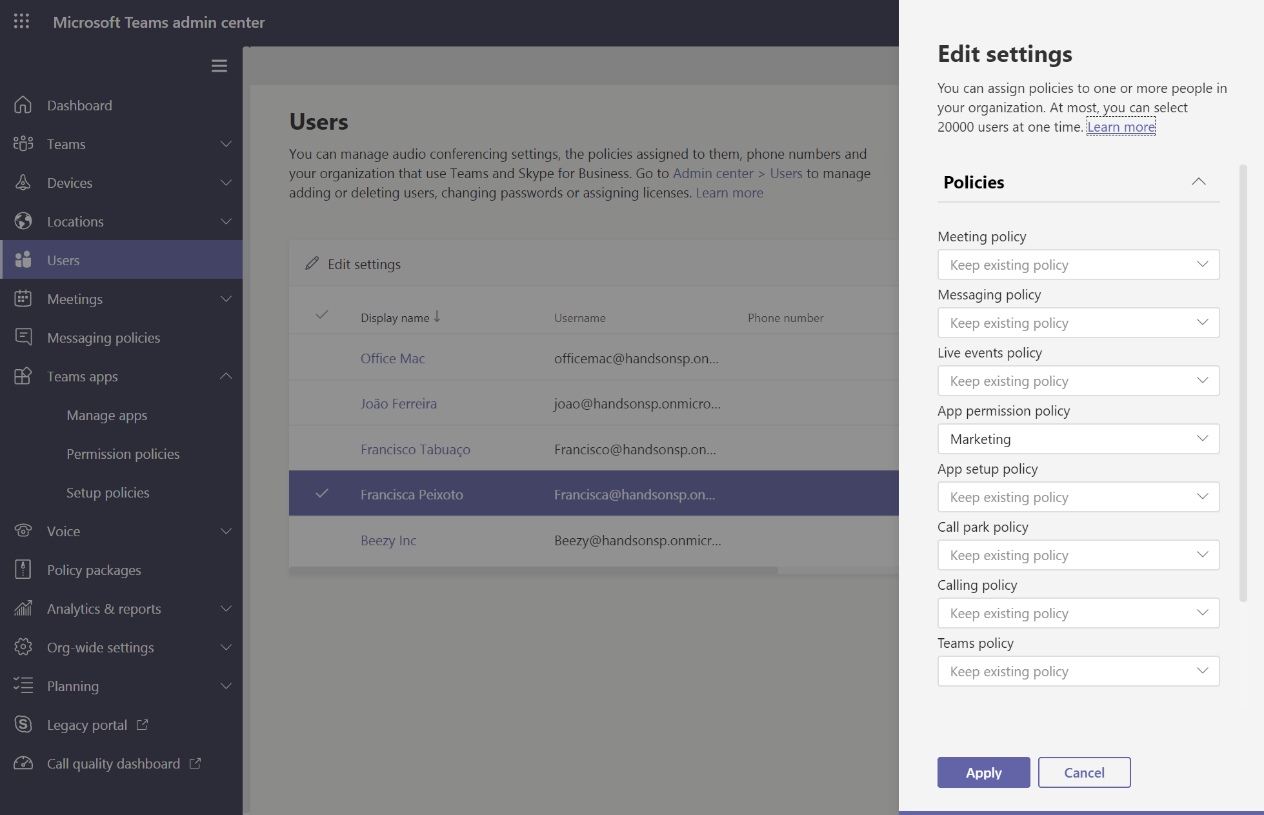 Microsoft Teams admin center
Dashboard
Teams
Devices
Locations
Users
Meetings
Messaging policies
Teams apps
Manage apps
Permission policies
Setup policies
Voice
Policy packages
Analytics & reports
Org-wide settings
Planning
Legacy portal
Call quality dashboard
Users
You can manage audio conferencing settings, the policies assigned to them, phone numbers and
your organization that use Teams and Skype for Business. Go to Admin center > Users to manage
adding or deleting users, changing passwords or assigning licenses. Learn more
Edit settings
Display name ↓ Username Phone number
Office Mac officemac@handsonsp.on...
João Ferreira joao@handsonsp.onmicro...
Francisco Tabuaço Francisco@handsonsp.on...
Francisca Peixoto Francisca@handsonsp.on...
Beezy Inc Beezy@handsonsp.onmicr...
Edit settings
You can assign policies to one or more people in
your organization. At most, you can select
20000 users at one time. Learn more
Policies
Meeting policy
Keep existing policy
Messaging policy
Keep existing policy
Live events policy
Keep existing policy
App permission policy
Marketing
App setup policy
Keep existing policy
Call park policy
Keep existing policy
Calling policy
Keep existing policy
Teams policy
Keep existing policy
Apply Cancel